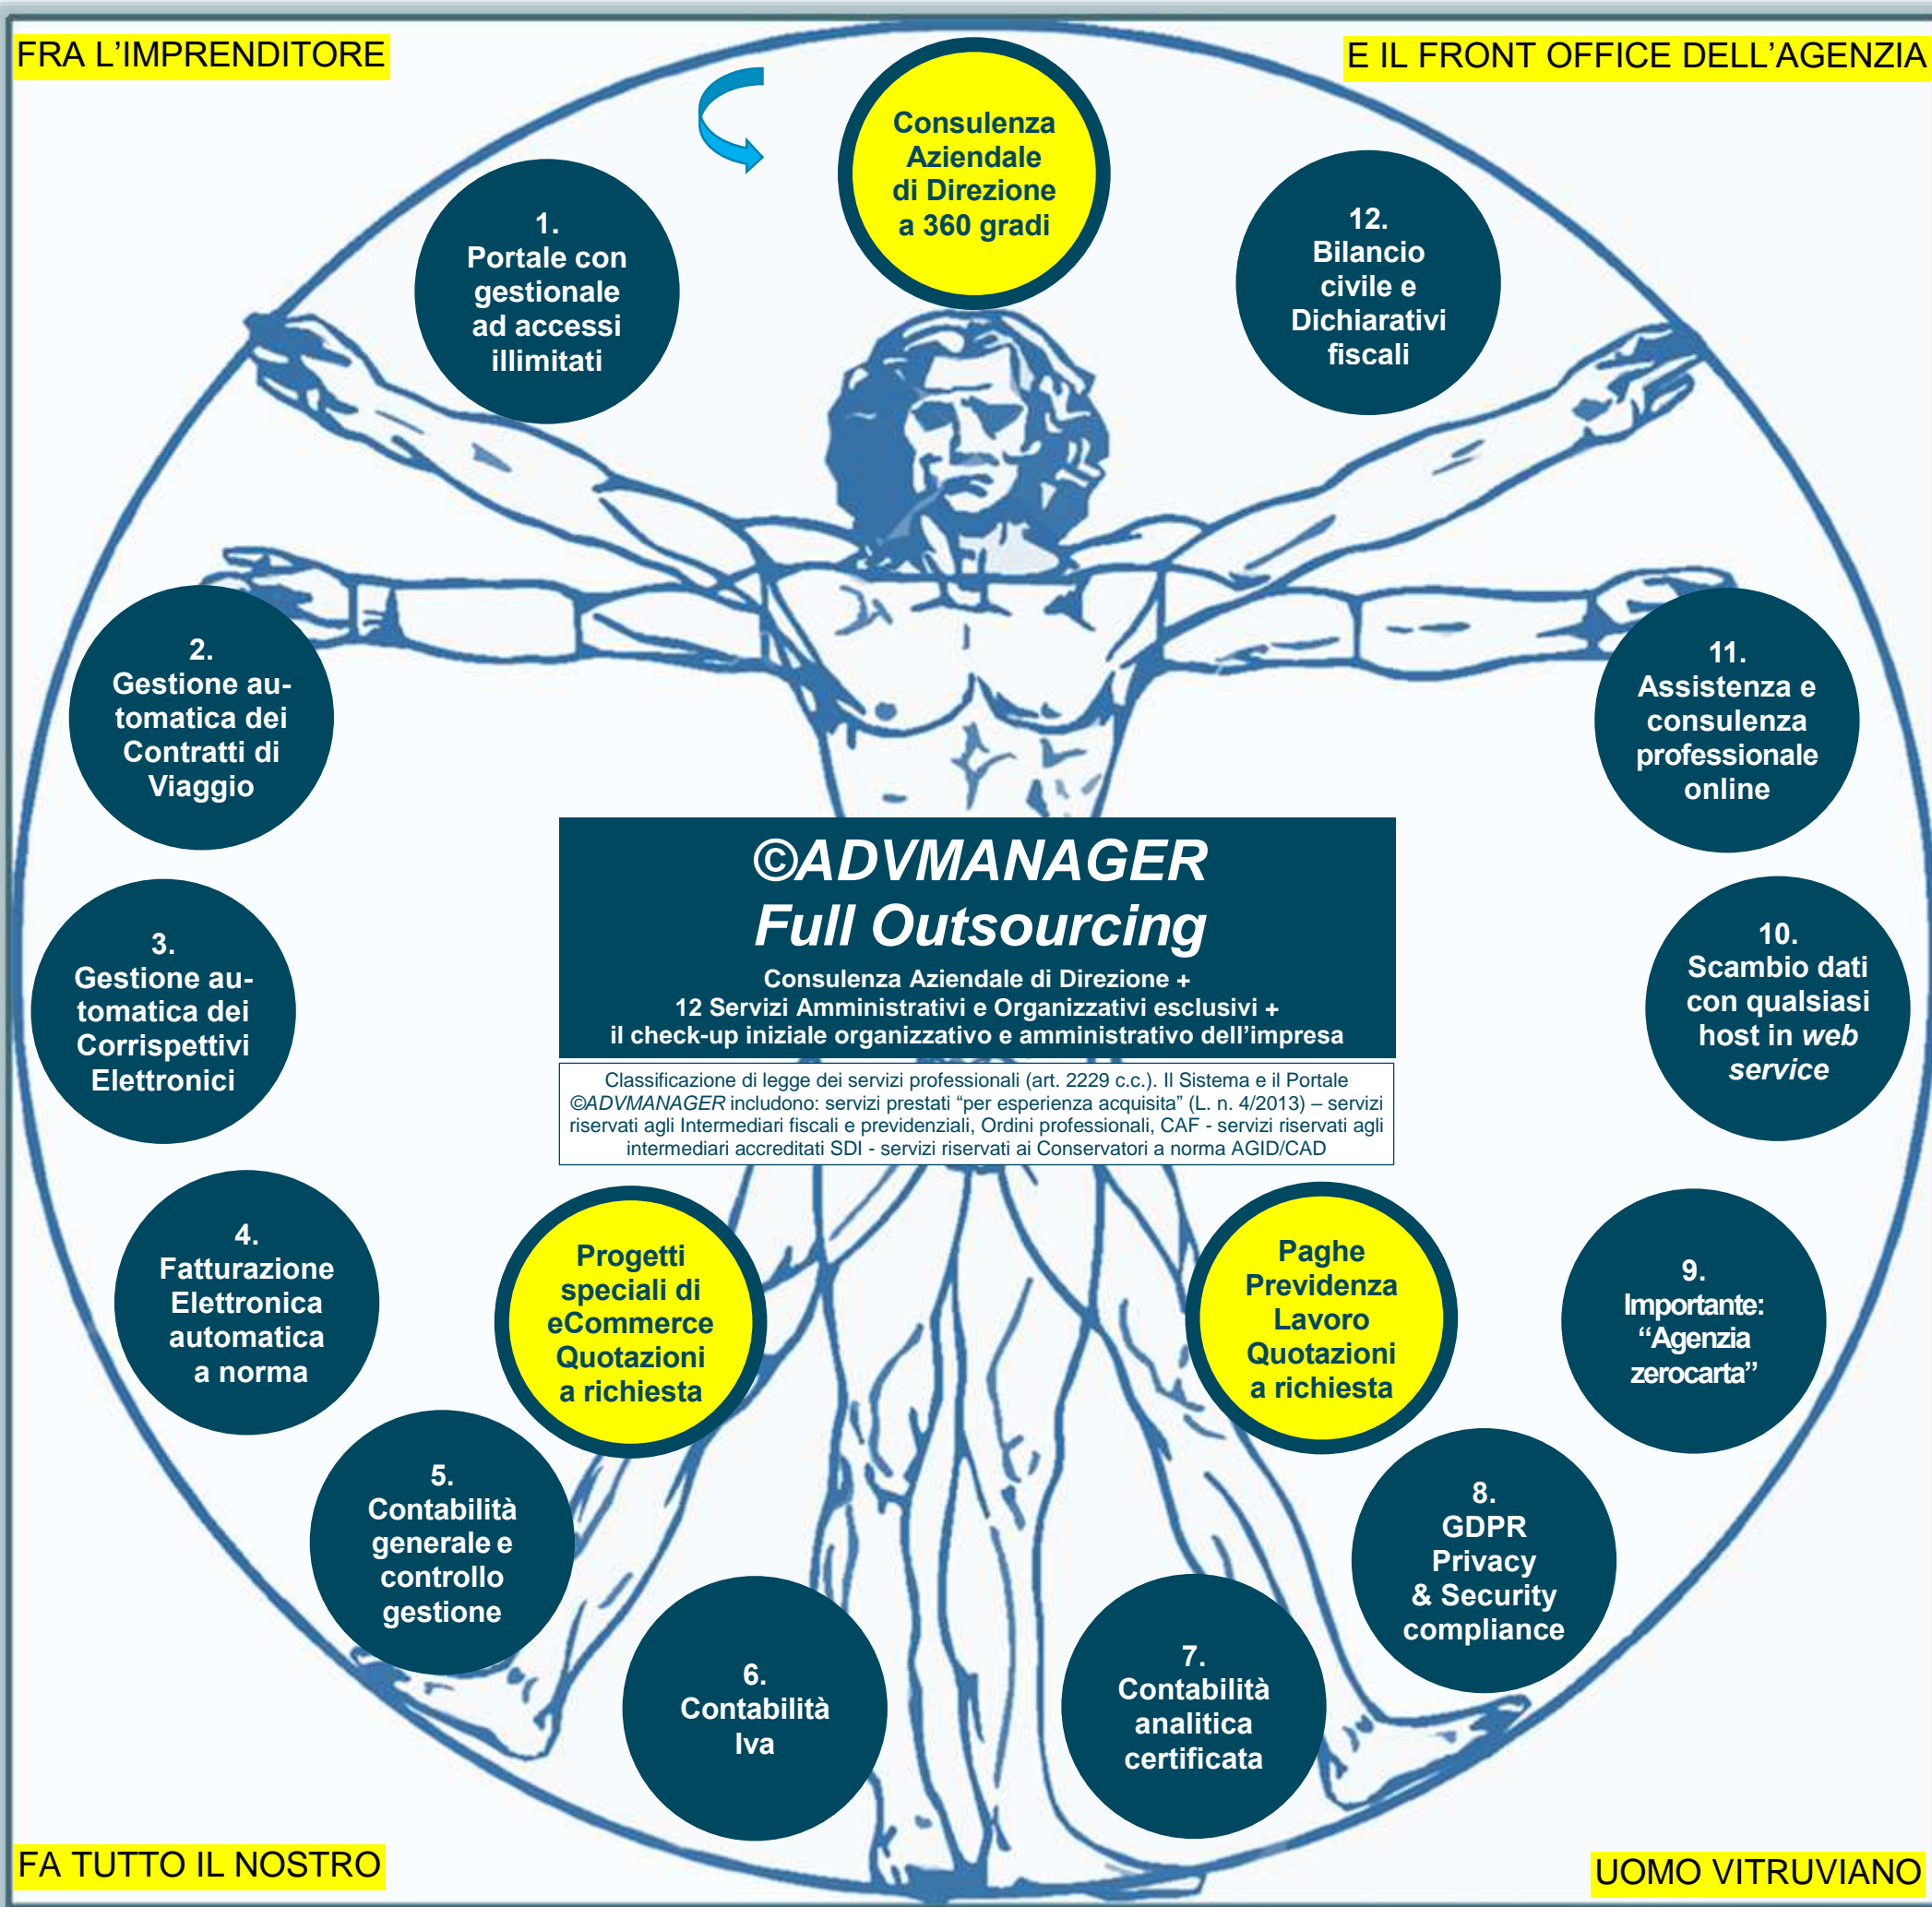 FRA L'IMPRENDITORE
E IL FRONT OFFICE DELL'AGENZIA
Consulenza
Aziendale
di Direzione
a 360 gradi
1.
Portale con
gestionale
ad accessi
illimitati
2.
Gestione au-
tomatica dei
Contratti di
Viaggio
3.
Gestione au-
tomatica dei
Corrispettivi
Elettronici
4.
Fatturazione
Elettronica
automatica
a norma
5.
Contabilità
generale e
controllo
gestione
6.
Contabilità
Iva
7.
Contabilità
analitica
certificata
8.
GDPR
Privacy
& Security
compliance
9.
Importante:
“Agenzia
zerocarta”
10.
Scambio dati
con qualsiasi
host in web
service
11.
Assistenza e
consulenza
professionale
online
12.
Bilancio
civile e
Dichiarativi
fiscali
©ADVMANAGER
Full Outsourcing
Consulenza Aziendale di Direzione +
12 Servizi Amministrativi e Organizzativi esclusivi +
il check-up iniziale organizzativo e amministrativo dell'impresa
Classificazione di legge dei servizi professionali (art. 2229 c.c.). Il Sistema e il Portale
©ADVMANAGER includono: servizi prestati “per esperienza acquisita” (L. n. 4/2013) – servizi
riservati agli Intermediari fiscali e previdenziali, Ordini professionali, CAF - servizi riservati agli
intermediari accreditati SDI - servizi riservati ai Conservatori a norma AGID/CAD
Progetti
speciali di
eCommerce
Quotazioni
a richiesta
Paghe
Previdenza
Lavoro
Quotazioni
a richiesta
FA TUTTO IL NOSTRO
UOMO VITRUVIANO